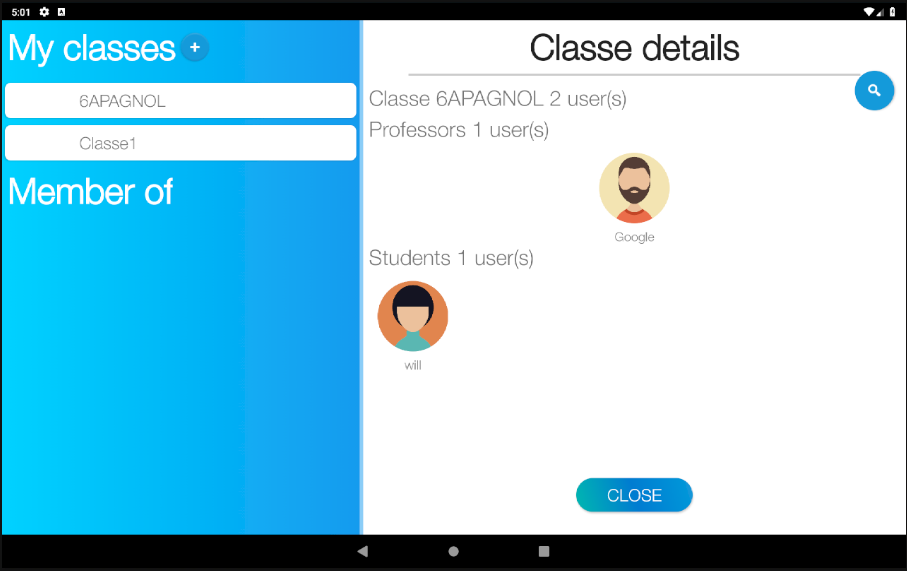 5:01
My classes +
6APAGNOL
Classe1
Member of
Classe details
Classe 6APAGNOL 2 user(s)
Professors 1 user(s)
Google
Students 1 user(s)
will
CLOSE